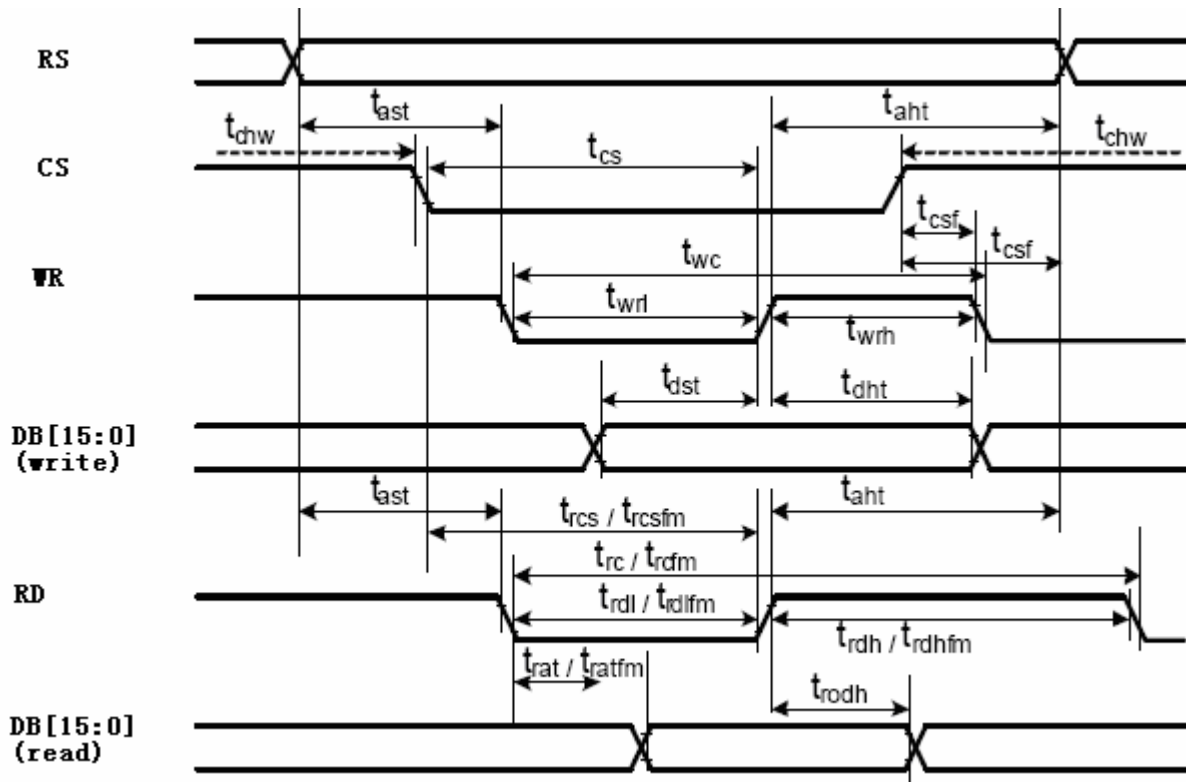 RS
tast
taht
tchw
tchw
CS
tcs
tcsf
tcsf
twc
WR
twrl
twrh
tdst
tdht
DB[15:0]
(write)
tast
taht
trcs / trcsfm
trc / trcfm
RD
trdl / trdlfm
trdh / trdhfm
trat / tratfm
trodh
DB[15:0]
(read)